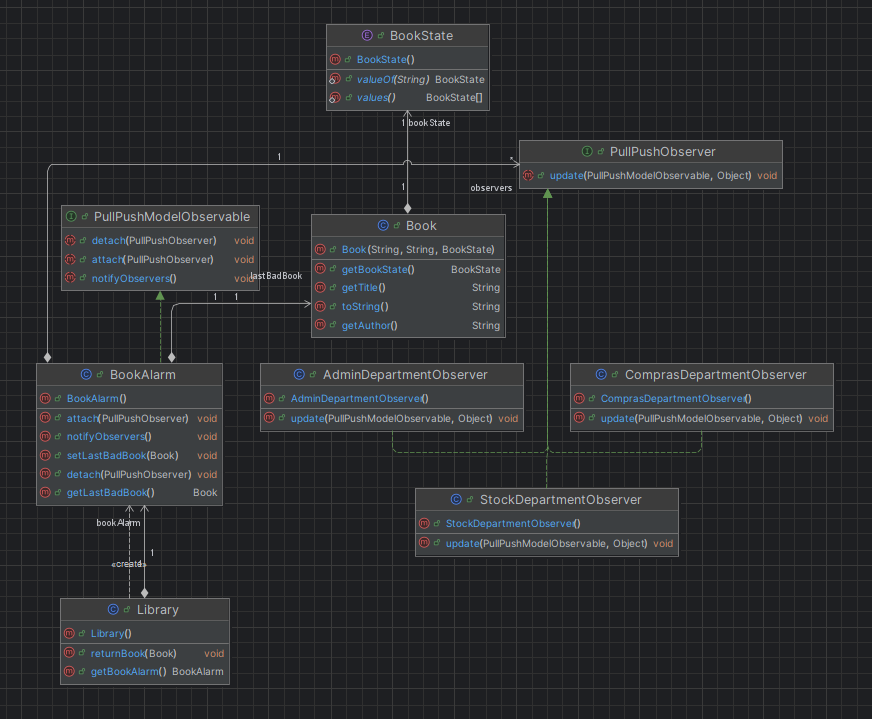 BookState
BookState()
valueOf(String) BookState
values() BookState[]
1 bookState
PullPushObserver
update(PullPushModelObservable, Object) void
1
*
observers
1
PullPushModelObservable
detach(PullPushObserver) void
attach(PullPushObserver) void
notifyObservers() void
Book
Book(String, String, BookState)
getBookState() BookState
getTitle() String
toString() String
getAuthor() String
lastBadBook
1 1
BookAlarm
BookAlarm()
attach(PullPushObserver) void
notifyObservers() void
setLastBadBook(Book) void
detach(PullPushObserver) void
getLastBadBook() Book
AdminDepartmentObserver
AdminDepartmentObserver()
update(PullPushModelObservable, Object) void
ComprasDepartmentObserver
ComprasDepartmentObserver()
update(PullPushModelObservable, Object) void
StockDepartmentObserver
StockDepartmentObserver()
update(PullPushModelObservable, Object) void
bookAlarm
1
«create»
1
Library
Library()
returnBook(Book) void
getBookAlarm() BookAlarm